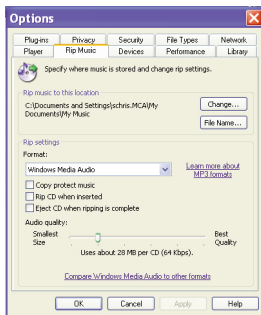 Options
Plug-ins Privacy Security File Types Network
Player Rip Music Devices Performance Library
Specify where music is stored and change rip settings.
Rip music to this location
C:\Documents and Settings\schris.MCA\My
Documents\My Music
Change...
File Name...
Rip settings
Format:
Windows Media Audio
Learn more about
MP3 formats
Copy protect music
Rip CD when inserted
Eject CD when ripping is complete
Audio quality:
Smallest
Size
Best
Quality
Uses about 28 MB per CD (64 Kbps).
Compare Windows Media Audio to other formats
OK Cancel Apply Help